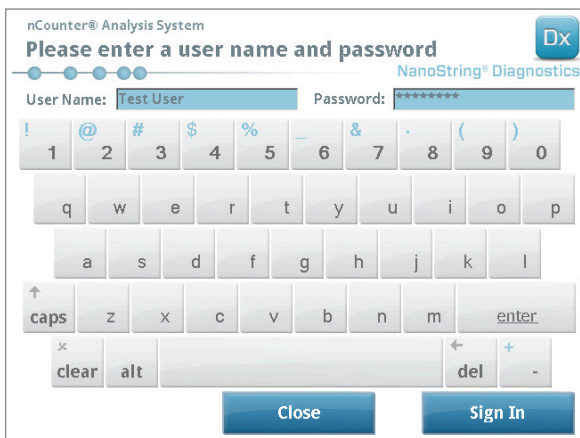 nCounter® Analysis System
Please enter a user name and password
Dx
NanoString® Diagnostics
User Name: Test User Password: ********
! @ # $ % _ & . ( )
1 2 3 4 5 6 7 8 9 0
q w e r t y u i o p
a s d f g h j k l
caps z x c v b n m enter
clear alt del + -
Close Sign In